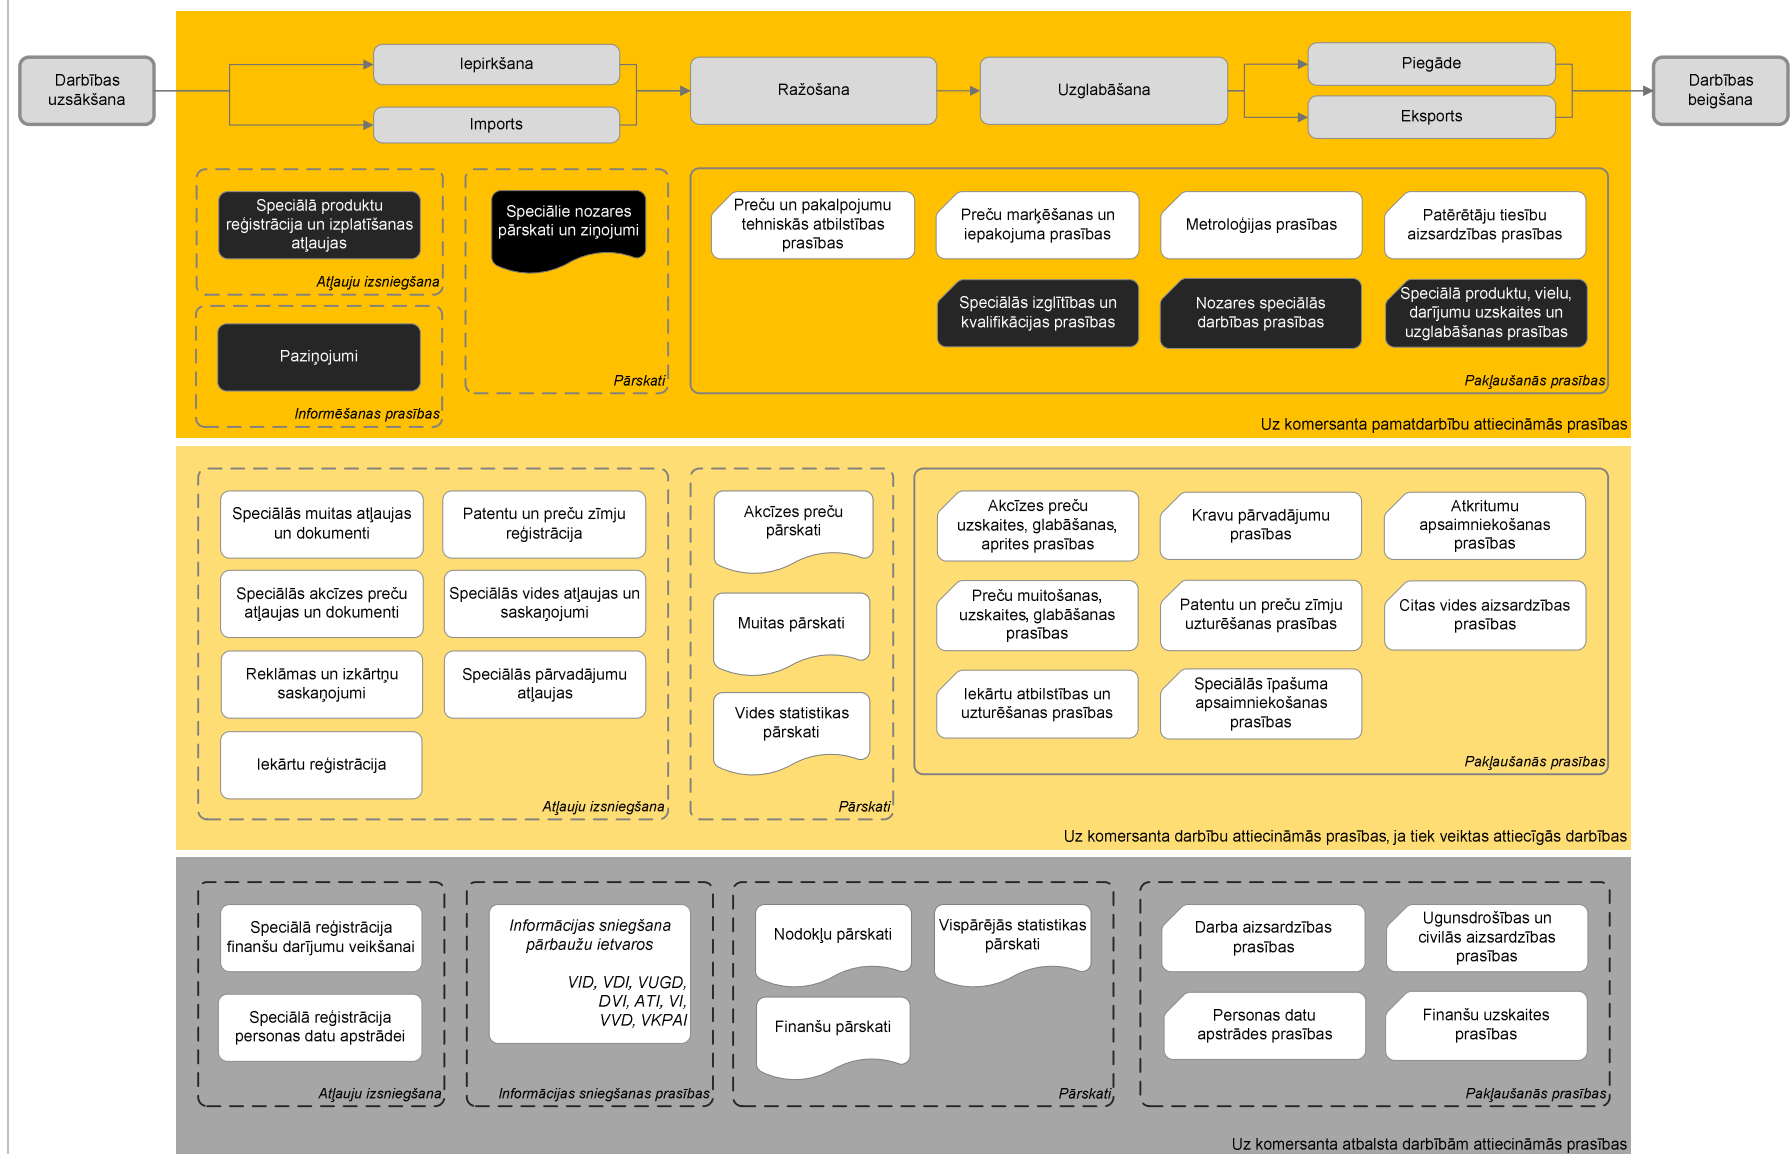 Darbības
uzsākšana
Iepirkšana
Imports
Ražošana
Uzglabāšana
Piegāde
Eksports
Darbības
beigšana
Speciālā produktu
reģistrācija un izplatīšanas
atļaujas
Atļauju izsniegšana
Paziņojumi
Informēšanas prasības
Speciālie nozares
pārskati un ziņojumi
Pārskati
Preču un pakalpojumu
tehniskās atbilstības
prasības
Preču marķēšanas un
iepakojuma prasības
Metroloģijas prasības
Patērētāju tiesību
aizsardzības prasības
Speciālās izglītības un
kvalifikācijas prasības
Nozares speciālās
darbības prasības
Speciālā produktu, vielu,
darījumu uzskaites un
uzglabāšanas prasības
Pakļaušanās prasības
Uz komersanta pamatdarbību attiecināmās prasības
Speciālās muitas atļaujas
un dokumenti
Patentu un preču zīmju
reģistrācija
Speciālās akcīzes preču
atļaujas un dokumenti
Speciālās vides atļaujas un
saskaņojumi
Reklāmas un izkārtņu
saskaņojumi
Speciālās pārvadājumu
atļaujas
Iekārtu reģistrācija
Atļauju izsniegšana
Akcīzes preču
pārskati
Muitas pārskati
Vides statistikas
pārskati
Pārskati
Akcīzes preču
uzskaites, glabāšanas,
aprites prasības
Kravu pārvadājumu
prasības
Atkritumu
apsaimniekošanas
prasības
Preču muitošanas,
uzskaites, glabāšanas
prasības
Patentu un preču zīmju
uzturēšanas prasības
Citas vides aizsardzības
prasības
Iekārtu atbilstības un
uzturēšanas prasības
Speciālās īpašuma
apsaimniekošanas
prasības
Pakļaušanās prasības
Uz komersanta darbību attiecināmās prasības, ja tiek veiktas attiecīgās darbības
Speciālā reģistrācija
finanšu darījumu veikšanai
Speciālā reģistrācija
personas datu apstrādei
Atļauju izsniegšana
Informācijas sniegšana
pārbaužu ietvaros
VID, VDI, VUGD,
DVI, ATI, VI,
VVD, VKPAI
Informācijas sniegšanas prasības
Nodokļu pārskati
Vispārējās statistikas
pārskati
Finanšu pārskati
Pārskati
Darba aizsardzības
prasības
Ugunsdrošības un
civilās aizsardzības
prasības
Personas datu
apstrādes prasības
Finanšu uzskaites
prasības
Pakļaušanās prasības
Uz komersanta atbalsta darbībām attiecināmās prasības